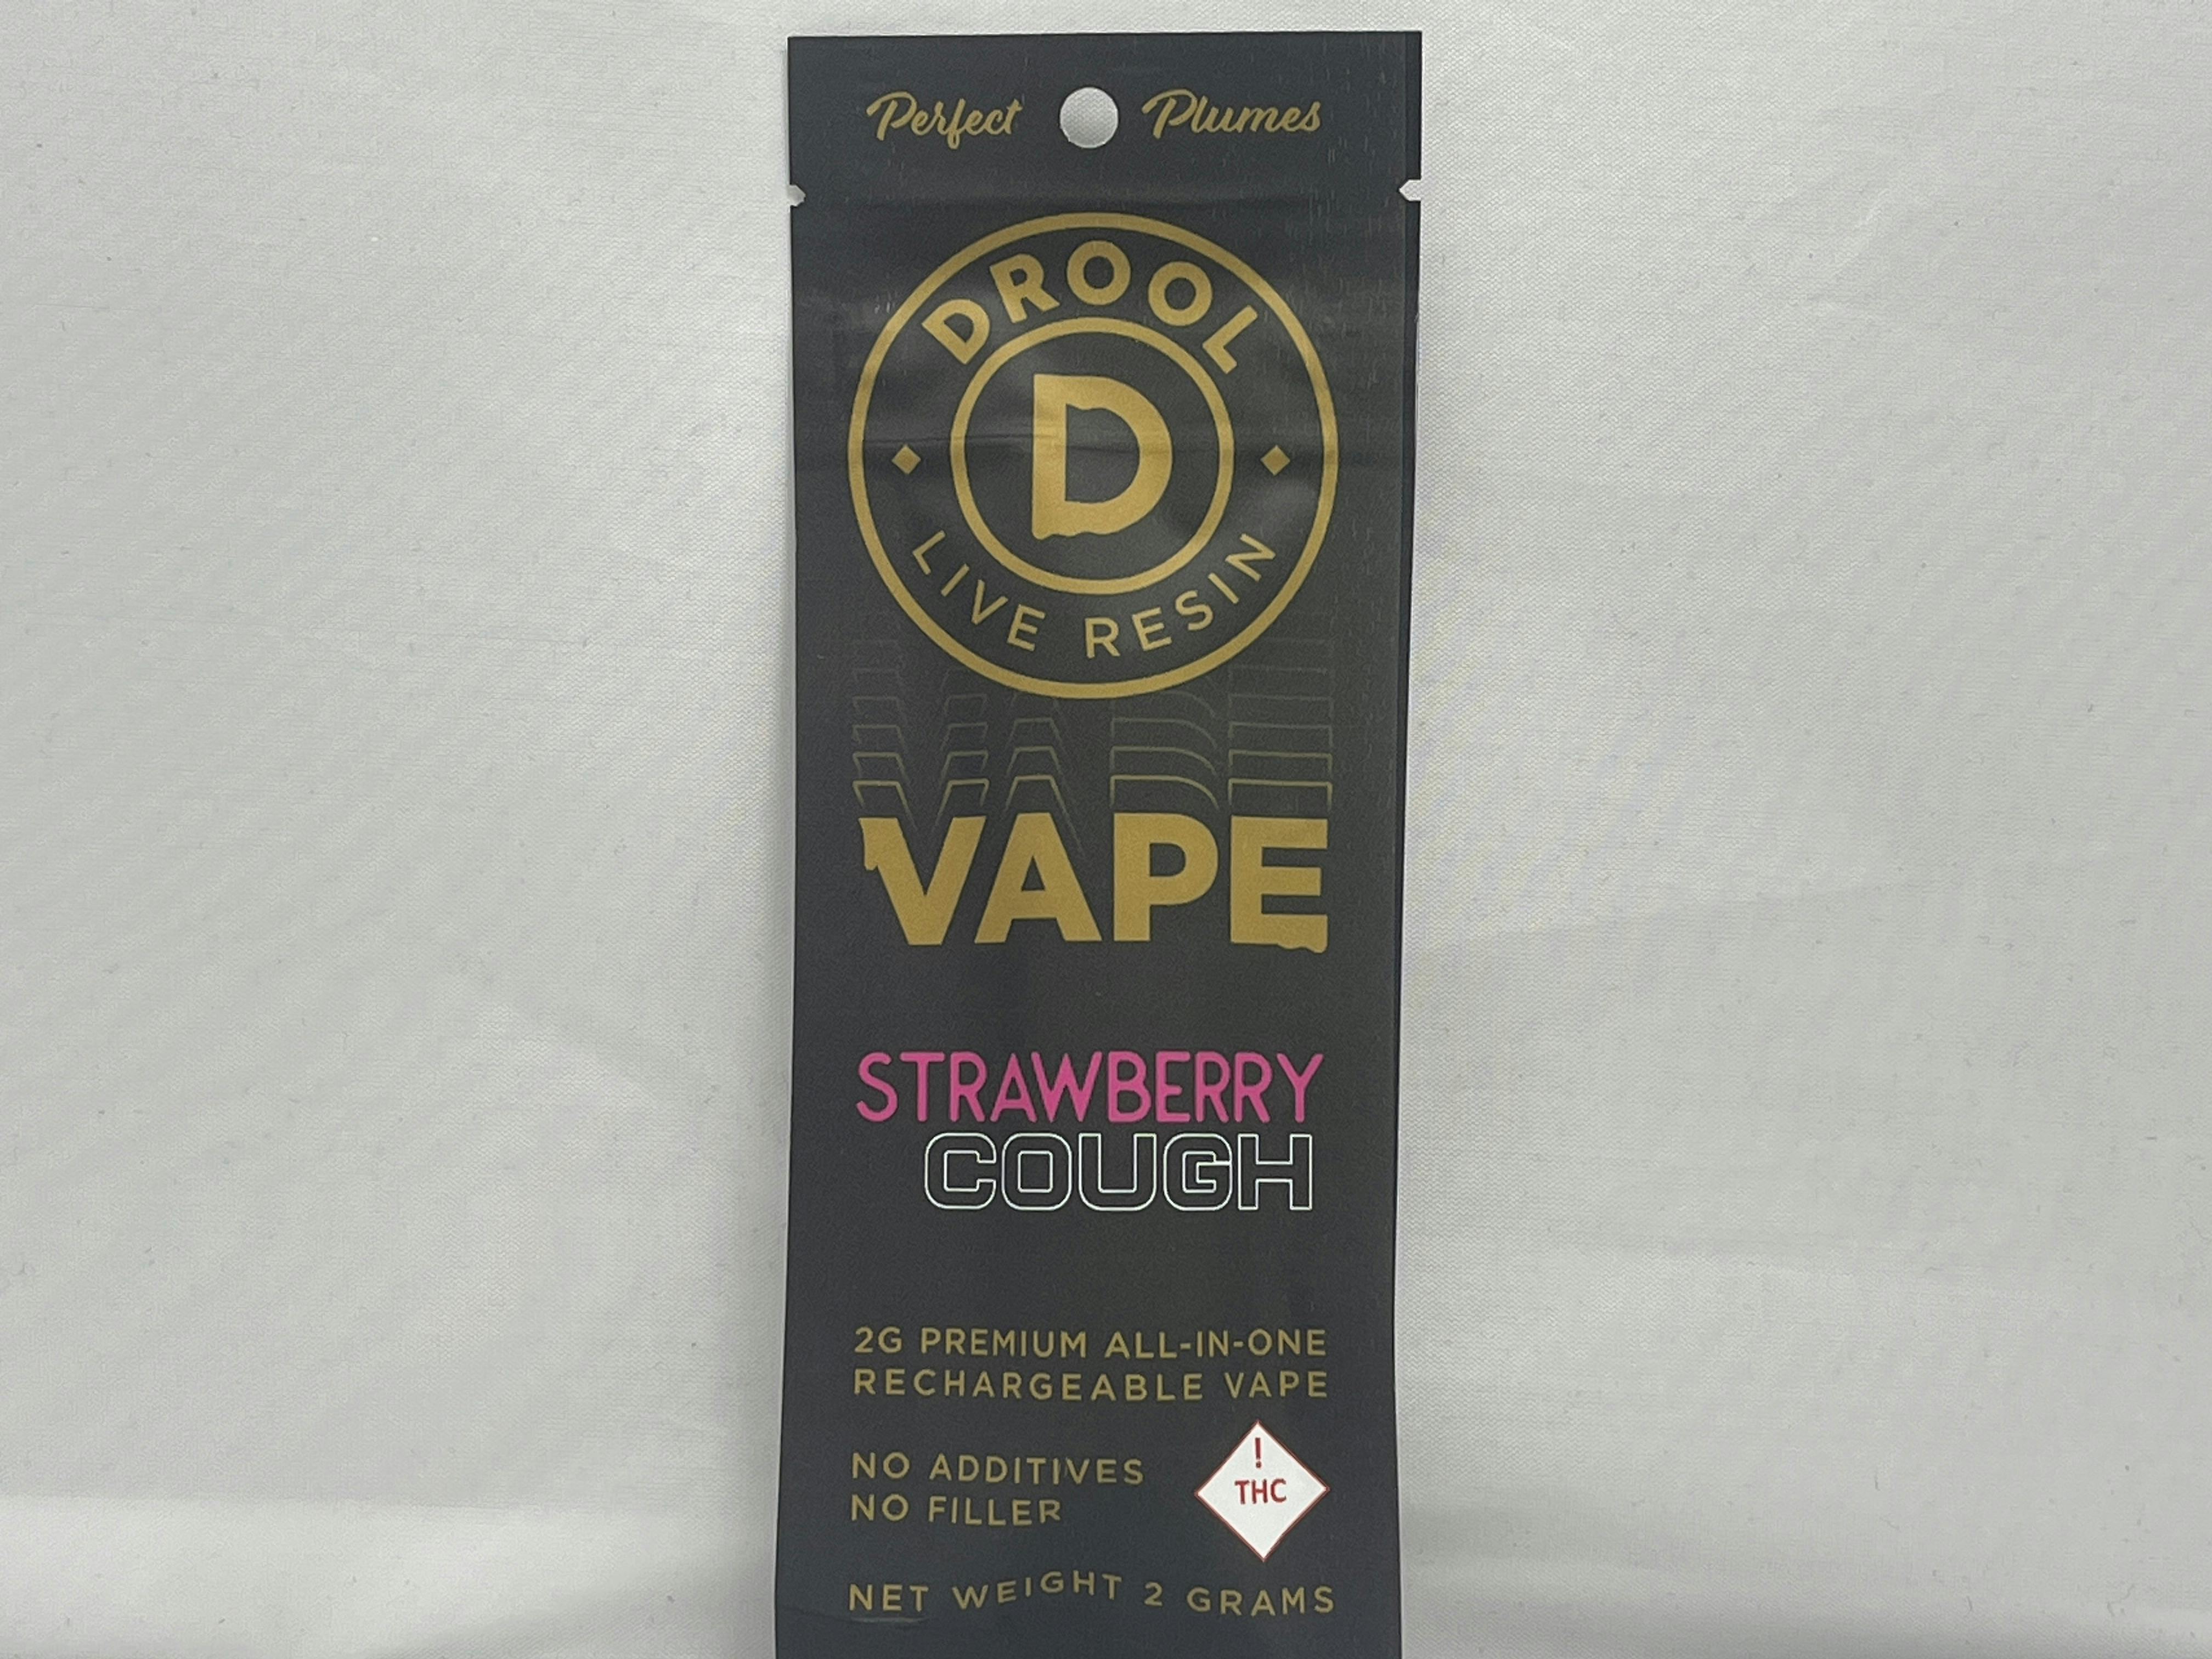 Perfect Plumes
DROOL
D
LIVE RESIN
VAPE
STRAWBERRY
COUGH
2G PREMIUM ALL-IN-ONE
RECHARGEABLE VAPE
NO ADDITIVES
NO FILLER
!
THC
NET WEIGHT 2 GRAMS